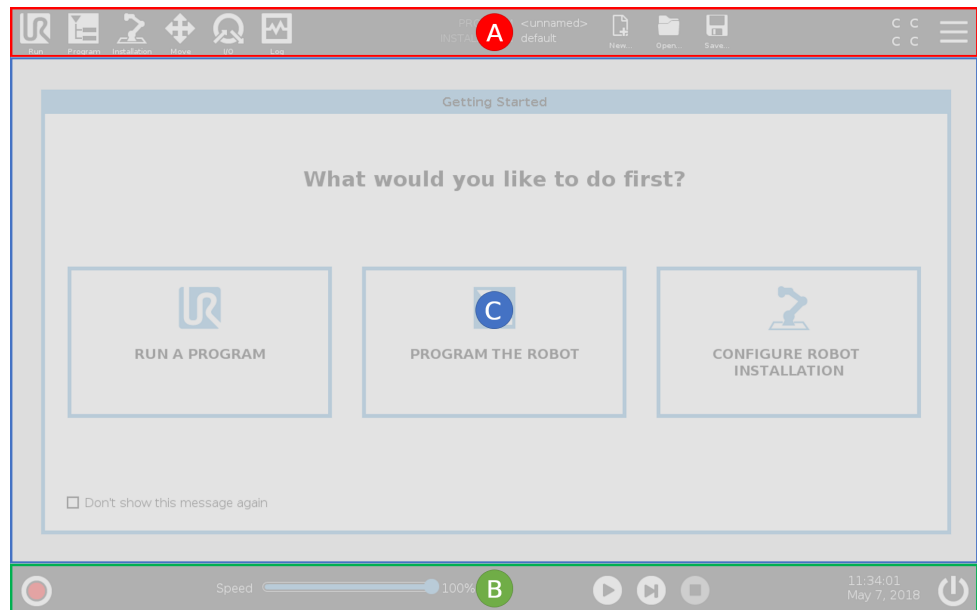 <unnamed>
default
C C
C C
Run
Program
Installation
Move
I/O
Log
A
New...
Open...
Save...
Getting Started
What would you like to do first?
C
RUN A PROGRAM
PROGRAM THE ROBOT
CONFIGURE ROBOT
INSTALLATION
Don't show this message again
Speed
100%
B
11:34:01
May 7, 2018